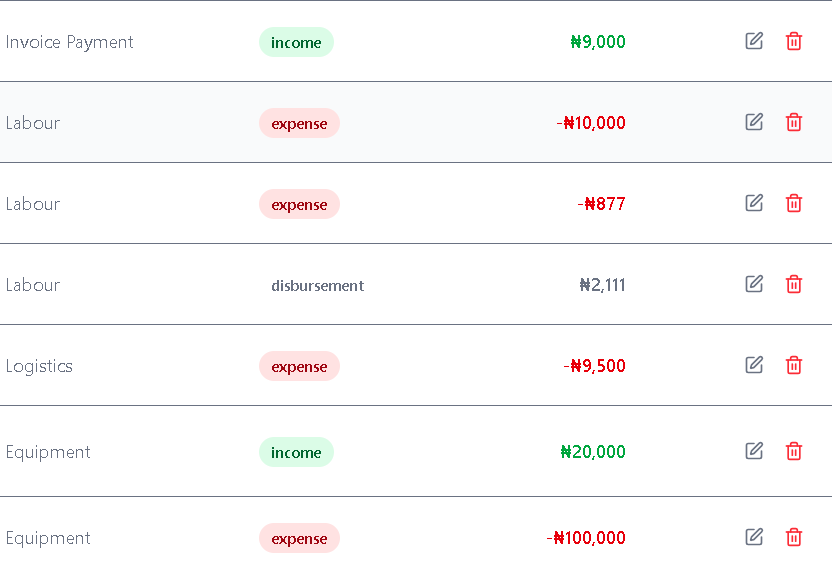 Invoice Payment income ₦9,000
Labour expense -₦10,000
Labour expense -₦877
Labour disbursement ₦2,111
Logistics expense -₦9,500
Equipment income ₦20,000
Equipment expense -₦100,000